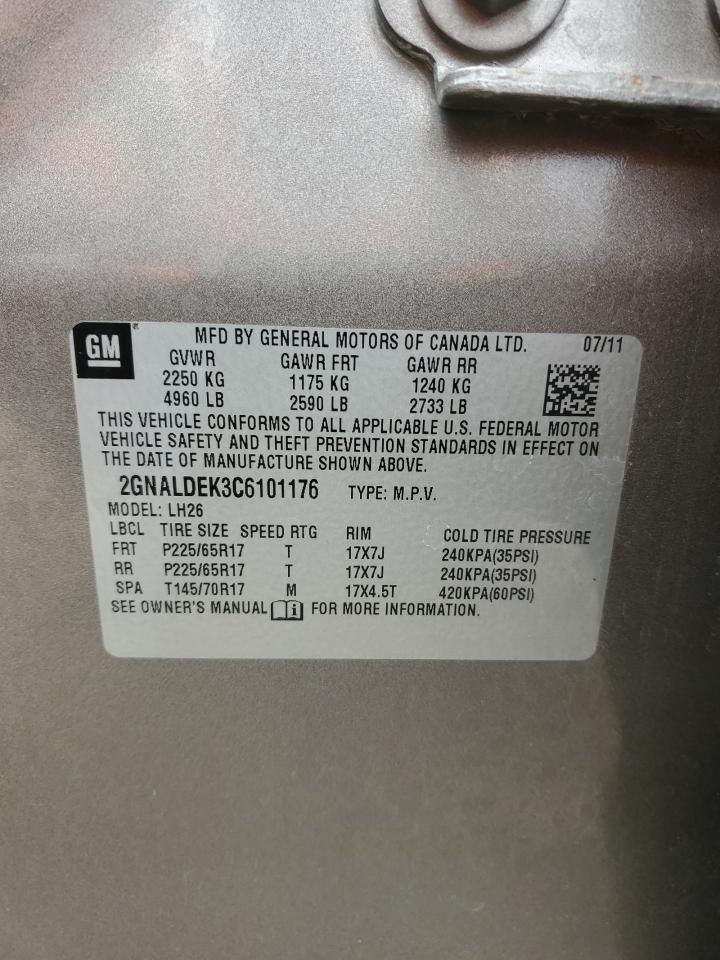 GM
MFD BY GENERAL MOTORS OF CANADA LTD. 07/11
GVWR GAWR FRT GAWR RR
2250 KG 1175 KG 1240 KG
4960 LB 2590 LB 2733 LB
THIS VEHICLE CONFORMS TO ALL APPLICABLE U.S. FEDERAL MOTOR
VEHICLE SAFETY AND THEFT PREVENTION STANDARDS IN EFFECT ON
THE DATE OF MANUFACTURE SHOWN ABOVE.
2GNALDEK3C6101176 TYPE: M.P.V.
MODEL: LH26
LBCL TIRE SIZE SPEED RTG RIM COLD TIRE PRESSURE
FRT P225/65R17 T 17X7J 240KPA(35PSI)
RR P225/65R17 T 17X7J 240KPA(35PSI)
SPA T145/70R17 M 17X4.5T 420KPA(60PSI)
SEE OWNER'S MANUAL i FOR MORE INFORMATION.